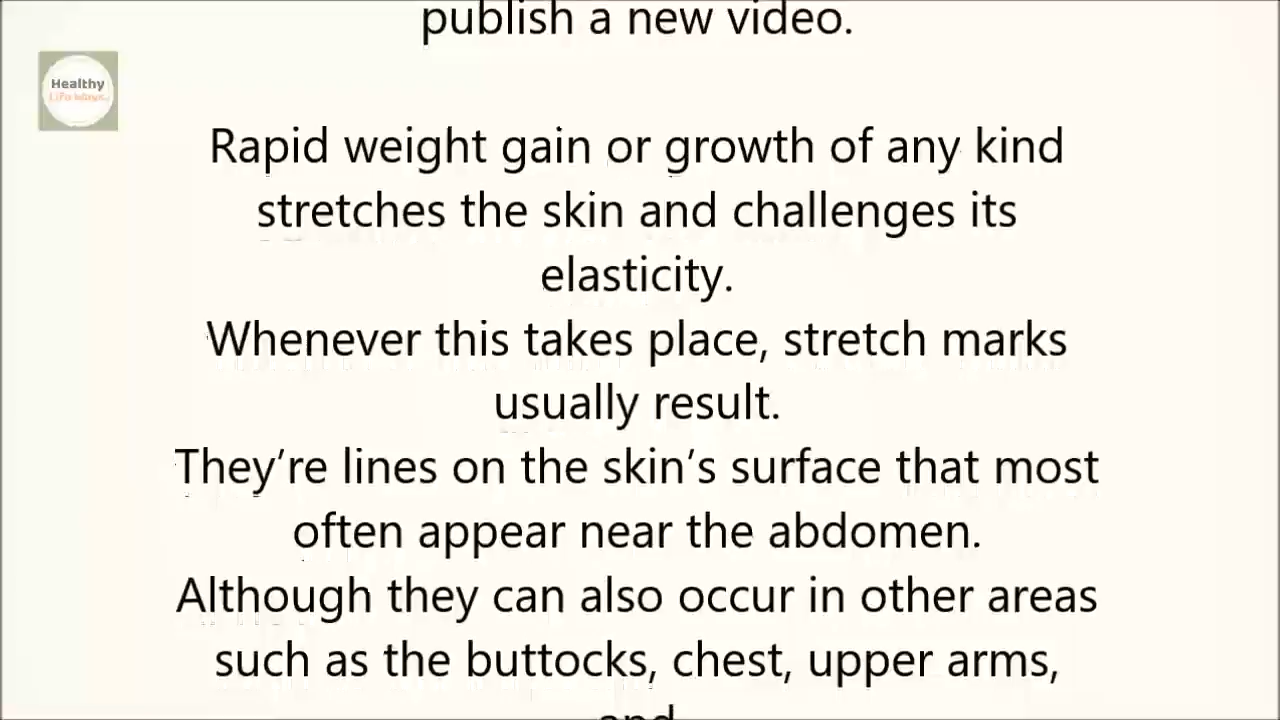 publish a new video.
Healthy
Rapid weight gain or growth of any kind
stretches the skin and challenges its
elasticity.
Whenever this takes place, stretch marks
usually result.
They’re lines on the skin’s surface that most
often appear near the abdomen.
Although they can also occur in other areas
such as the buttocks, chest, upper arms,
and